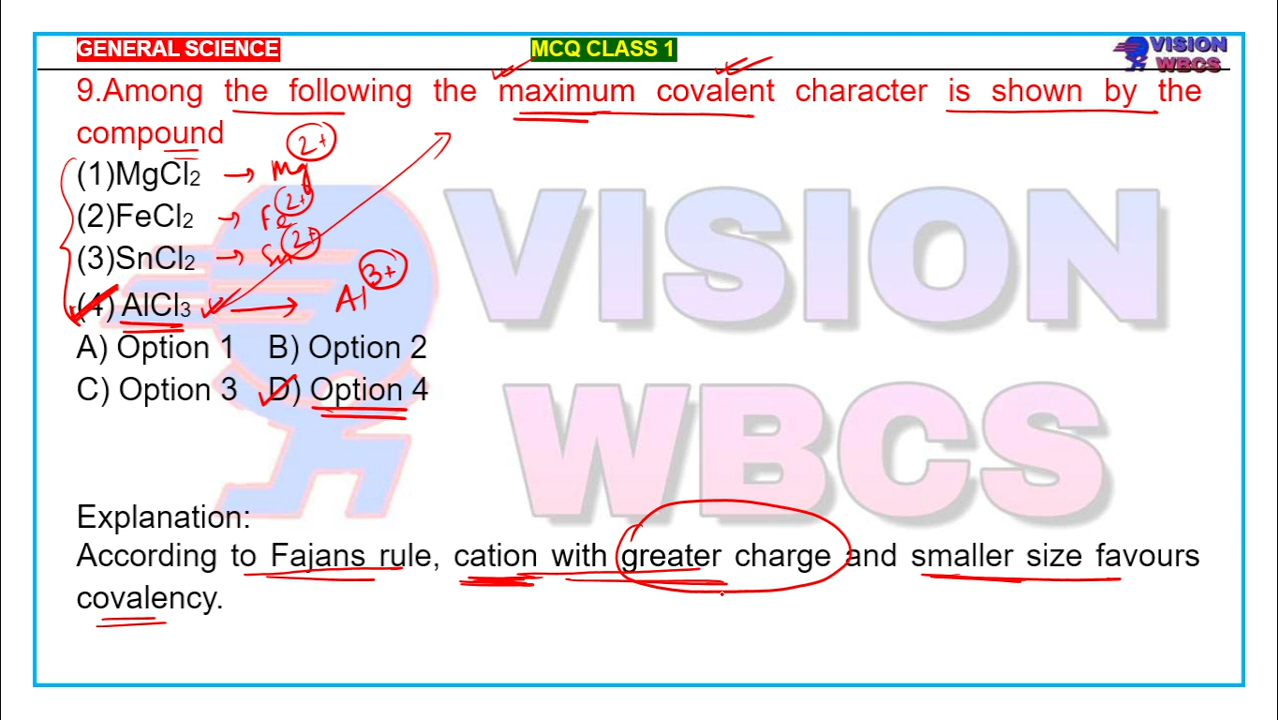 GENERAL SCIENCE MCQ CLASS 1 VISION WBCS
9.Among the following the maximum covalent character is shown by the
compound
(1)MgCl₂ → Mg 2+
(2)FeCl₂ → Fe 2+
(3)SnCl₂ → Sn 2+
(4) AlCl₃ → Al 3+
A) Option 1 B) Option 2
C) Option 3 D) Option 4
VISION
WBCS
Explanation:
According to Fajans rule, cation with greater charge and smaller size favours
covalency.